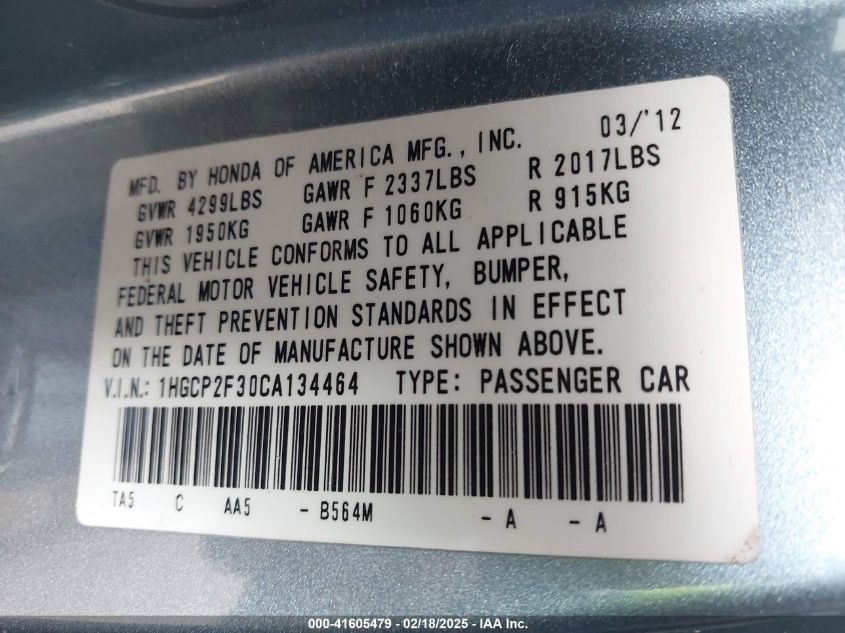 03/'12
MFD. BY HONDA OF AMERICA MFG., INC.
GVWR 4299LBS GAWR F 2337LBS R 2017LBS
GVWR 1950KG GAWR F 1060KG R 915KG
THIS VEHICLE CONFORMS TO ALL APPLICABLE
FEDERAL MOTOR VEHICLE SAFETY, BUMPER,
AND THEFT PREVENTION STANDARDS IN EFFECT
ON THE DATE OF MANUFACTURE SHOWN ABOVE.
V.I.N.: 1HGCP2F30CA134464 TYPE: PASSENGER CAR
TA5 C AA5 - B564M - A - A
000-41605479 - 02/18/2025 - IAA Inc.